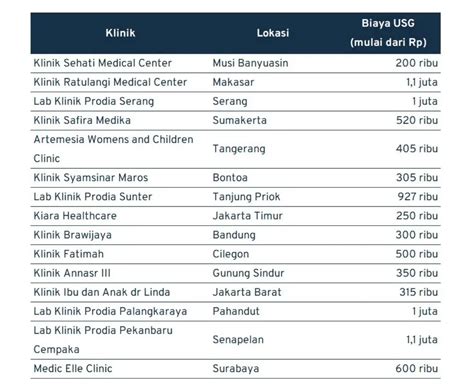 Klinik Lokasi Biaya USG
(mulai dari Rp)
Klinik Sehati Medical Center Musi Banyuasin 200 ribu
Klinik Ratulangi Medical Center Makasar 1,1 juta
Lab Klinik Prodia Serang Serang 1 juta
Klinik Safira Medika Sumakerta 520 ribu
Artemesia Womens and Children
Clinic Tangerang 405 ribu
Klinik Syamsinar Maros Bontoa 305 ribu
Lab Klinik Prodia Sunter Tanjung Priok 927 ribu
Kiara Healthcare Jakarta Timur 250 ribu
Klinik Brawijaya Bandung 300 ribu
Klinik Fatimah Cilegon 500 ribu
Klinik Annasr III Gunung Sindur 350 ribu
Klinik Ibu dan Anak dr Linda Jakarta Barat 315 ribu
Lab Klinik Prodia Palangkaraya Pahandut 1 juta
Lab Klinik Prodia Pekanbaru
Cempaka Senapelan 1,1 juta
Medic Elle Clinic Surabaya 600 ribu